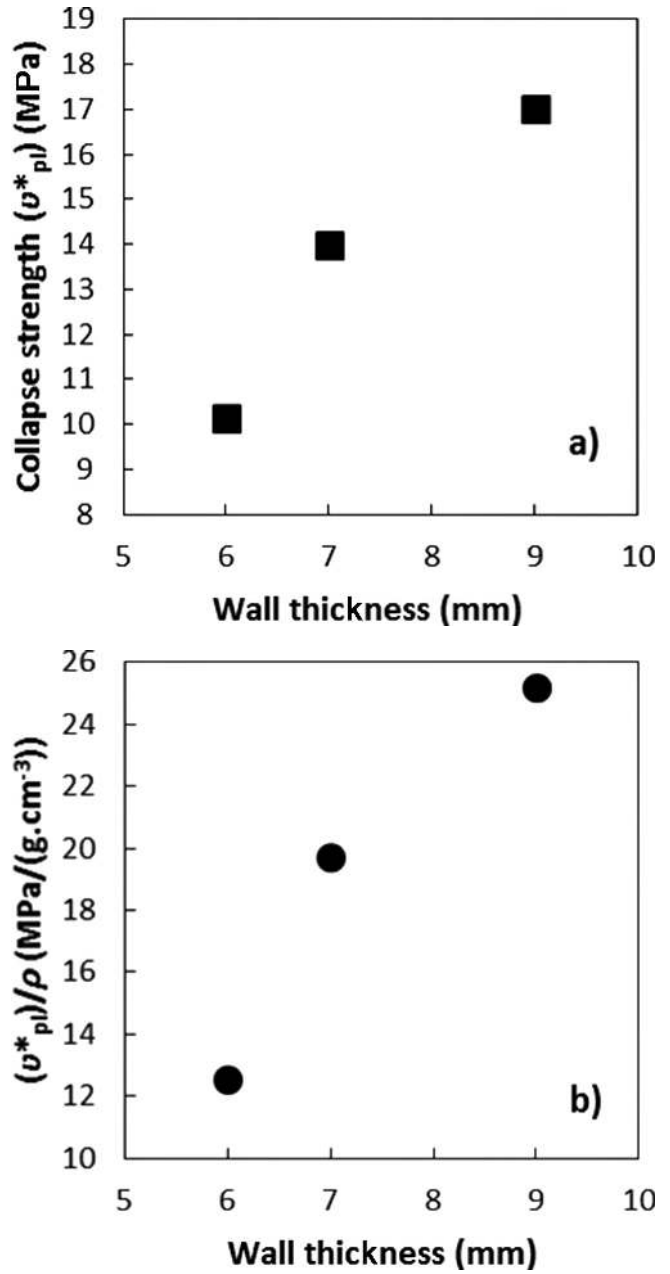 19
18
17
16
15
14
13
12
11
10
9
8
5 6 7 8 9 10
Collapse strength (υ*pl) (MPa)
Wall thickness (mm)
a)
26
24
22
20
18
16
14
12
10
5 6 7 8 9 10
(υ*pl)/ρ (MPa/(g.cm-3))
Wall thickness (mm)
b)